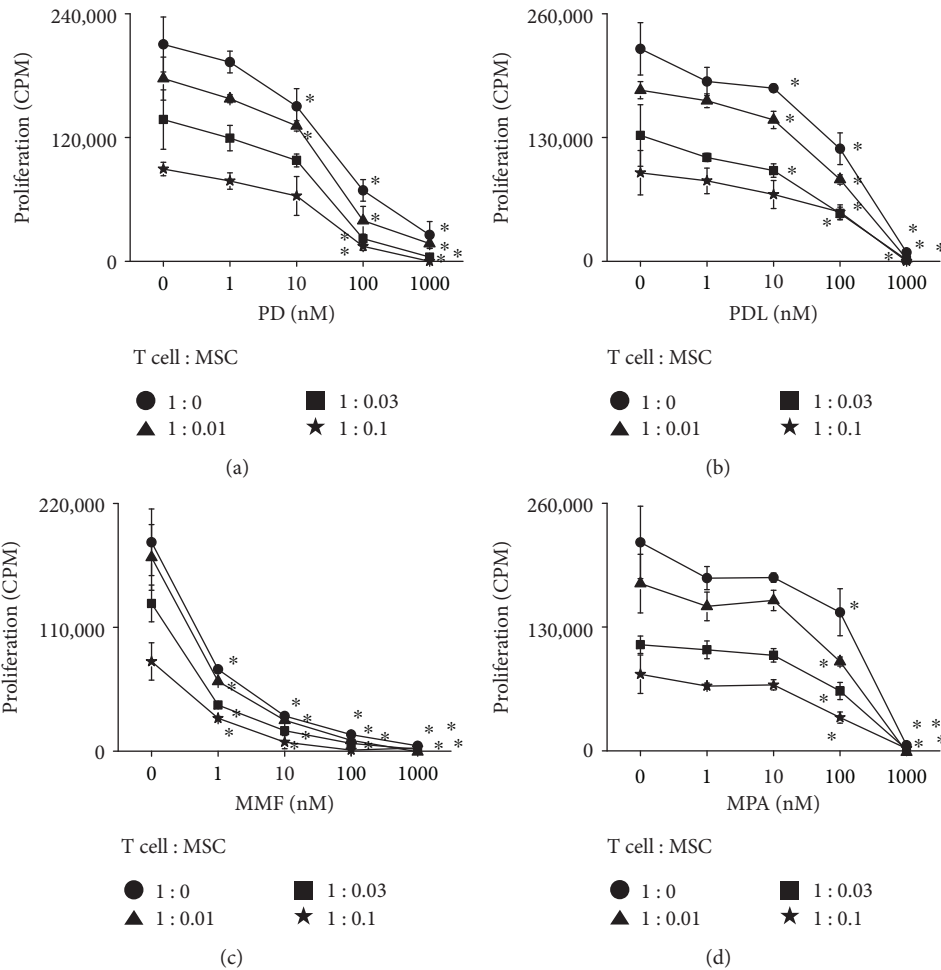 240,000
120,000
0
Proliferation (CPM)
0 1 10 100 1000
PD (nM)
T cell : MSC
1 : 0
1 : 0.03
1 : 0.01
1 : 0.1
(a)
260,000
130,000
0
Proliferation (CPM)
0 1 10 100 1000
PDL (nM)
T cell : MSC
1 : 0
1 : 0.03
1 : 0.01
1 : 0.1
(b)
220,000
110,000
0
Proliferation (CPM)
0 1 10 100 1000
MMF (nM)
T cell : MSC
1 : 0
1 : 0.03
1 : 0.01
1 : 0.1
(c)
260,000
130,000
0
Proliferation (CPM)
0 1 10 100 1000
MPA (nM)
T cell : MSC
1 : 0
1 : 0.03
1 : 0.01
1 : 0.1
(d)